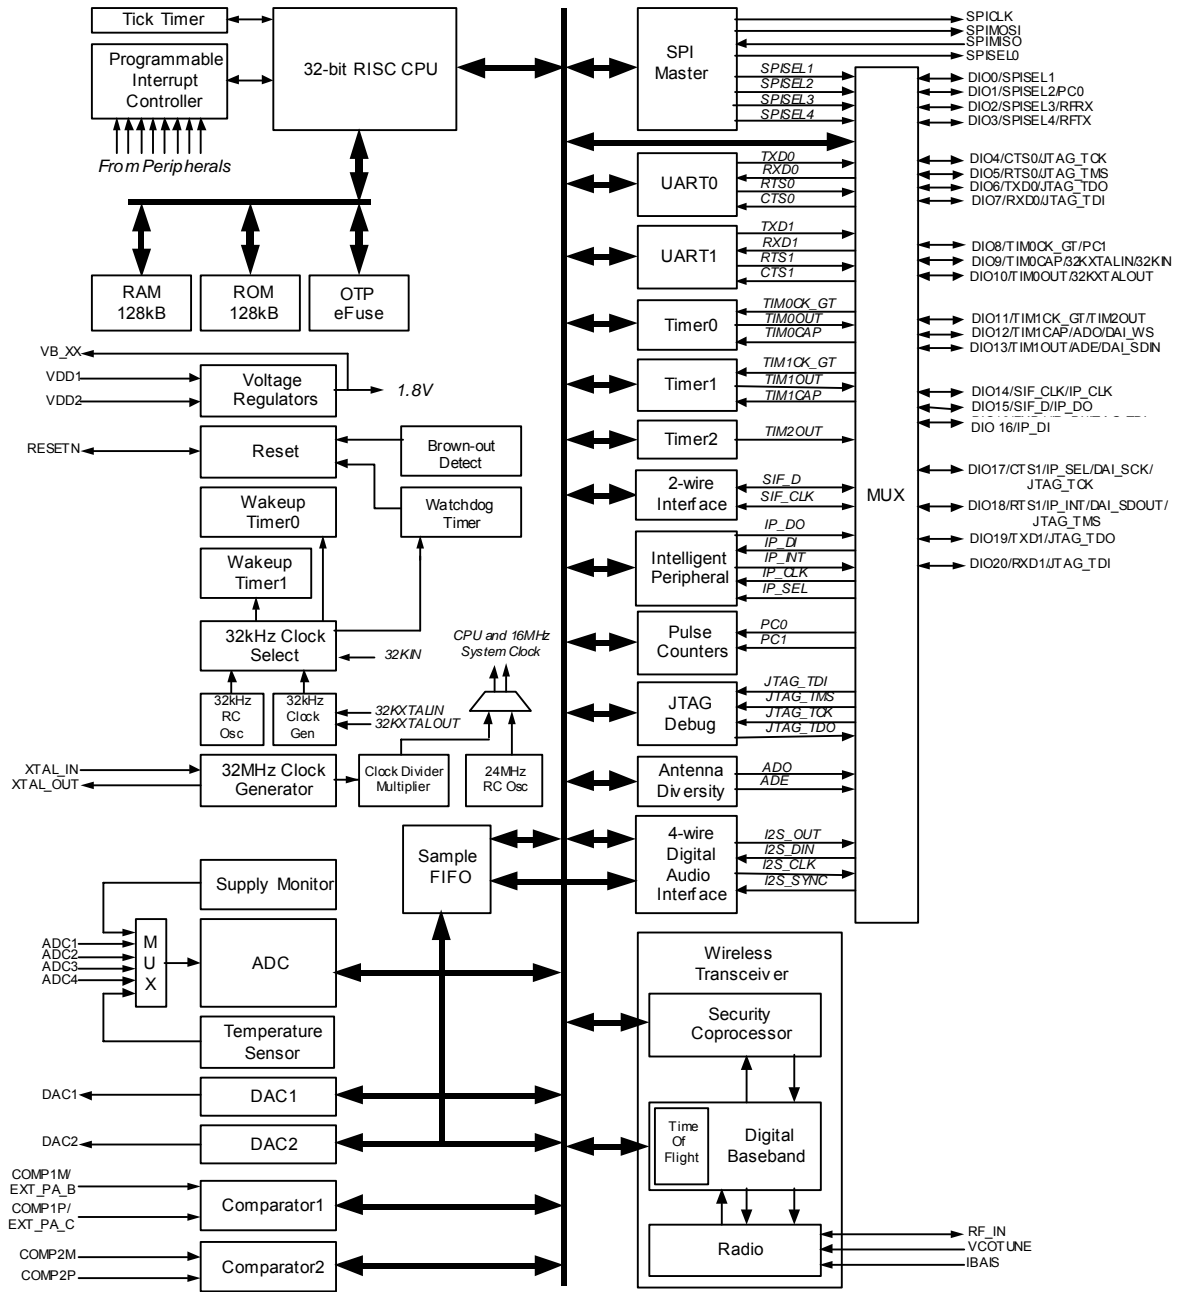 Tick Timer
Programmable
Interrupt
Controller
From Peripherals
32-bit RISC CPU
RAM
128kB
ROM
128kB
OTP
eFuse
VB_XX
VDD1
VDD2
Voltage
Regulators
1.8V
RESETN
Reset
Brown-out
Detect
Wakeup
Timer0
Watchdog
Timer
Wakeup
Timer1
32kHz Clock
Select
32KIN
CPU and 16MHz
System Clock
32kHz
RC
Osc
32kHz
Clock
Gen
32KXTALIN
32KXTALOUT
XTAL_IN
XTAL_OUT
32MHz Clock
Generator
Clock Divider
Multiplier
24MHz
RC Osc
Sample
FIFO
Supply Monitor
ADC1
ADC2
ADC3
ADC4
M
U
X
ADC
Temperature
Sensor
DAC1
DAC1
DAC2
DAC2
COMP1M/
EXT_PA_B
COMP1P/
EXT_PA_C
Comparator1
COMP2M
COMP2P
Comparator2
SPI
Master
SPICLK
SPIMOSI
SPIMISO
SPISEL0
SPISEL1
SPISEL2
SPISEL3
SPISEL4
UART0
TXD0
RXD0
RTS0
CTS0
UART1
TXD1
RXD1
RTS1
CTS1
Timer0
TIM0CK_GT
TIM0OUT
TIM0CAP
Timer1
TIM1CK_GT
TIM1OUT
TIM1CAP
Timer2
TIM2OUT
2-wire
Interface
SIF_D
SIF_CLK
Intelligent
Peripheral
IP_DO
IP_DI
IP_INT
IP_CLK
IP_SEL
Pulse
Counters
PC0
PC1
JTAG
Debug
JTAG_TDI
JTAG_TMS
JTAG_TCK
JTAG_TDO
Antenna
Diversity
ADO
ADE
4-wire
Digital
Audio
Interface
I2S_OUT
I2S_DIN
I2S_CLK
I2S_SYNC
MUX
DIO0/SPISEL1
DIO1/SPISEL2/PC0
DIO2/SPISEL3/RFRX
DIO3/SPISEL4/RFTX
DIO4/CTS0/JTAG_TCK
DIO5/RTS0/JTAG_TMS
DIO6/TXD0/JTAG_TDO
DIO7/RXD0/JTAG_TDI
DIO8/TIM0CK_GT/PC1
DIO9/TIM0CAP/32KXTALIN/32KIN
DIO10/TIM0OUT/32KXTALOUT
DIO11/TIM1CK_GT/TIM2OUT
DIO12/TIM1CAP/ADO/DAI_WS
DIO13/TIM1OUT/ADE/DAI_SDIN
DIO14/SIF_CLK/IP_CLK
DIO15/SIF_D/IP_DO
DIO 16/IP_DI
DIO17/CTS1/IP_SEL/DAI_SCK/
JTAG_TCK
DIO18/RTS1/IP_INT/DAI_SDOUT/
JTAG_TMS
DIO19/TXD1/JTAG_TDO
DIO20/RXD1/JTAG_TDI
Wireless
Transceiver
Security
Coprocessor
Time
Of
Flight
Digital
Baseband
Radio
RF_IN
VCOTUNE
IBAIS